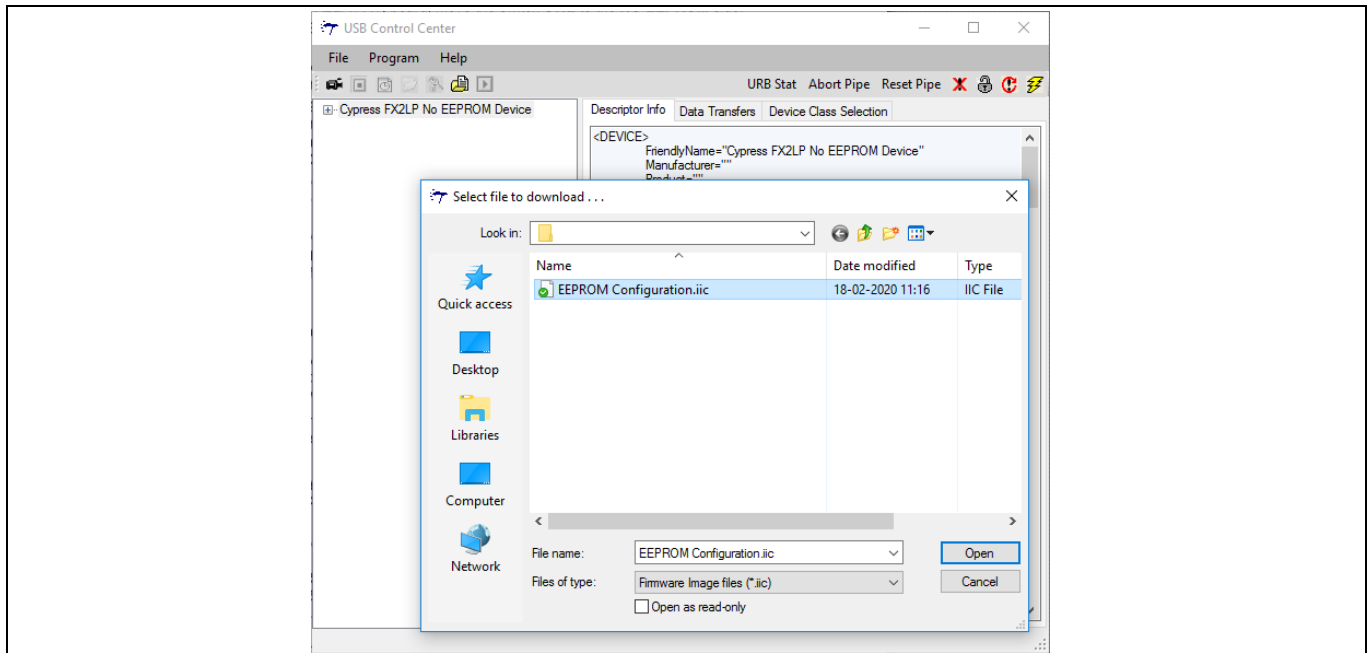 USB Control Center
File Program Help
URB Stat Abort Pipe Reset Pipe
Cypress FX2LP No EEPROM Device
Descriptor Info Data Transfers Device Class Selection
<DEVICE>
FriendlyName="Cypress FX2LP No EEPROM Device"
Manufacturer=""
Product=""
Select file to download . . .
Look in:
Name Date modified Type
EEPROM Configuration.iic 18-02-2020 11:16 IIC File
Quick access
Desktop
Libraries
Computer
Network
File name: EEPROM Configuration.iic Open
Files of type: Firmware Image files (*.iic) Cancel
Open as read-only